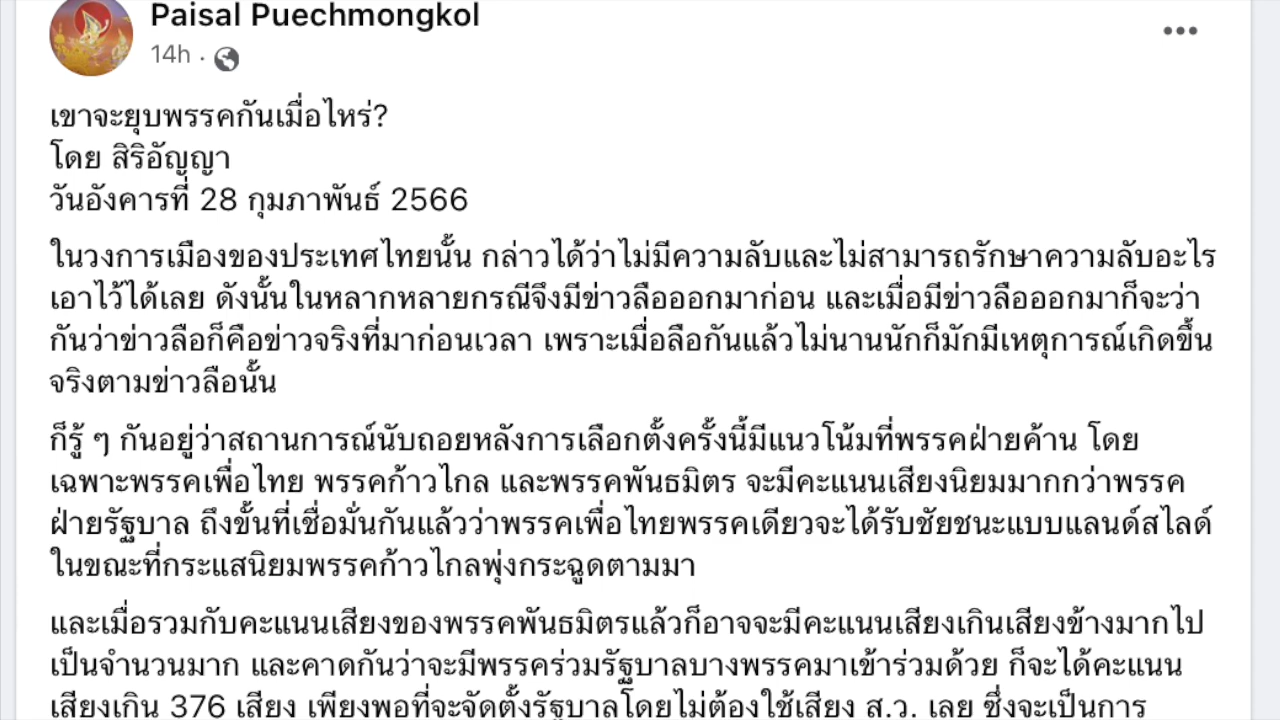 Paisal Puechmongkol
14h ·
เขาจะยุบพรรคกันเมื่อไหร่?
โดย สิริอัญญา
วันอังคารที่ 28 กุมภาพันธ์ 2566
ในวงการเมืองของประเทศไทยนั้น กล่าวได้ว่าไม่มีความลับและไม่สามารถรักษาความลับอะไร
เอาไว้ได้เลย ดังนั้นในหลากหลายกรณีจึงมีข่าวลือออกมาก่อน และเมื่อมีข่าวลือออกมาก็จะว่า
กันว่าข่าวลือก็คือข่าวจริงที่มาก่อนเวลา เพราะเมื่อลือกันแล้วไม่นานนักก็มักมีเหตุการณ์เกิดขึ้น
จริงตามข่าวลือนั้น
ก็รู้ ๆ กันอยู่ว่าสถานการณ์นับถอยหลังการเลือกตั้งครั้งนี้มีแนวโน้มที่พรรคฝ่ายค้าน โดย
เฉพาะพรรคเพื่อไทย พรรคก้าวไกล และพรรคพันธมิตร จะมีคะแนนเสียงนิยมมากกว่าพรรค
ฝ่ายรัฐบาล ถึงขั้นที่เชื่อมั่นกันแล้วว่าพรรคเพื่อไทยพรรคเดียวจะได้รับชัยชนะแบบแลนด์สไลด์
ในขณะที่กระแสนิยมพรรคก้าวไกลพุ่งกระฉูดตามมา
และเมื่อรวมกับคะแนนเสียงของพรรคพันธมิตรแล้วก็อาจจะมีคะแนนเสียงเกินเสียงข้างมากไป
เป็นจำนวนมาก และคาดกันว่าจะมีพรรคร่วมรัฐบาลบางพรรคมาเข้าร่วมด้วย ก็จะได้คะแนน
เสียงเกิน 376 เสียง เพียงพอที่จะจัดตั้งรัฐบาลโดยไม่ต้องใช้เสียง ส.ว. เลย ซึ่งจะเป็นการ